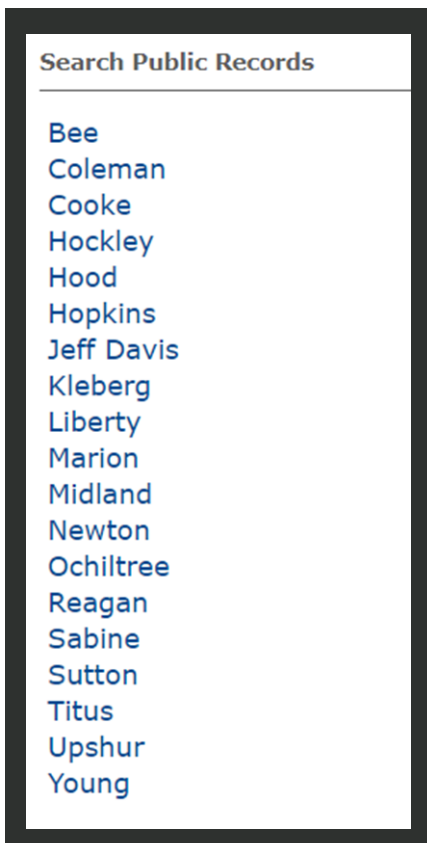 Search Public Records
Bee
Coleman
Cooke
Hockley
Hood
Hopkins
Jeff Davis
Kleberg
Liberty
Marion
Midland
Newton
Ochiltree
Reagan
Sabine
Sutton
Titus
Upshur
Young